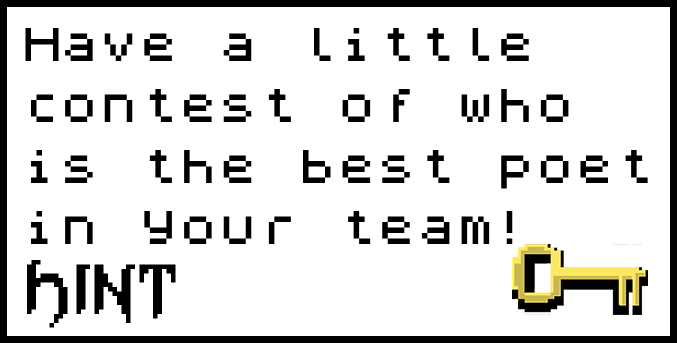 Have a little
contest of who
is the best poet
in your team!
HINT